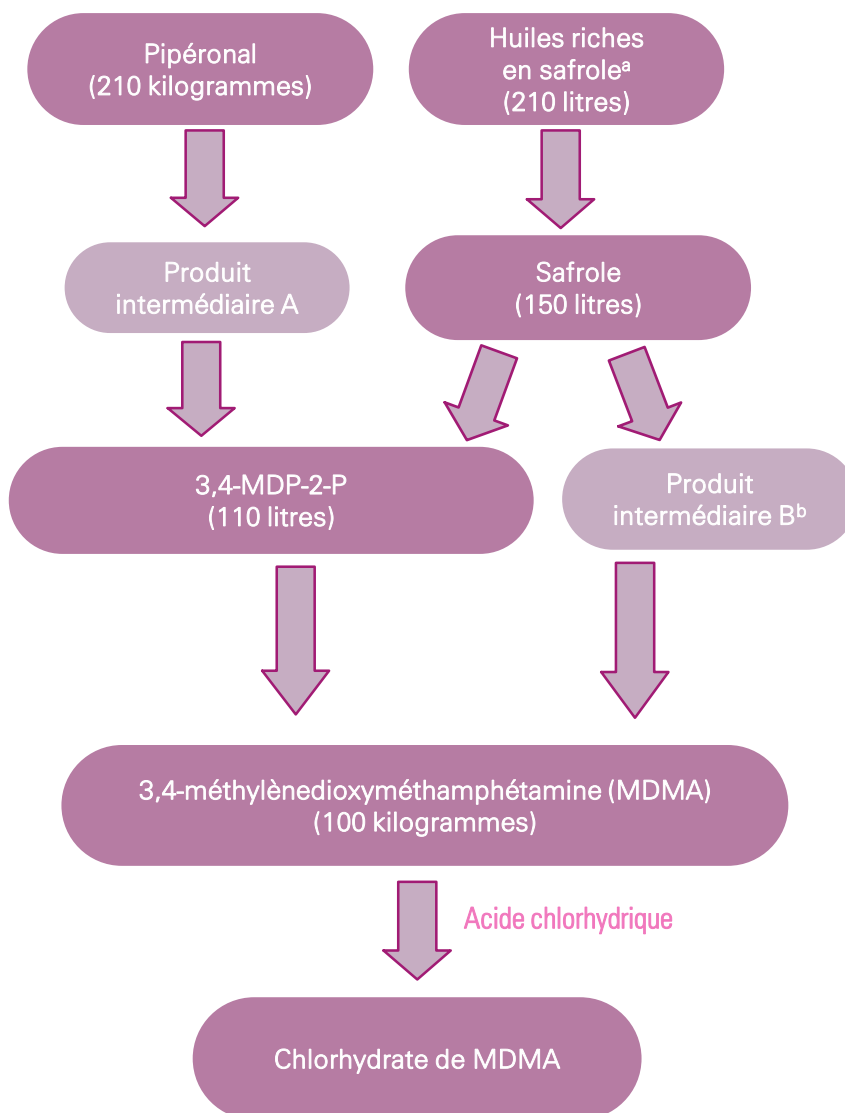 Pipéronal
(210 kilogrammes)
Huiles riches
en safroleᵃ
(210 litres)
Produit
intermédiaire A
Safrole
(150 litres)
3,4-MDP-2-P
(110 litres)
Produit
intermédiaire Bᵇ
3,4-méthylènedioxyméthamphétamine (MDMA)
(100 kilogrammes)
Acide chlorhydrique
Chlorhydrate de MDMA